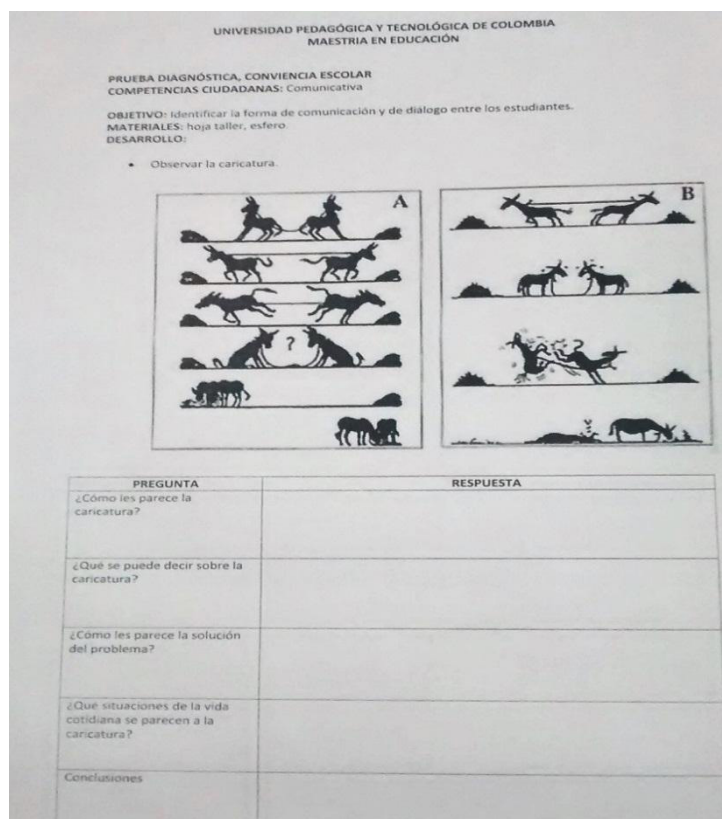 UNIVERSIDAD PEDAGÓGICA Y TECNOLÓGICA DE COLOMBIA
MAESTRIA EN EDUCACIÓN
PRUEBA DIAGNÓSTICA, CONVIENCIA ESCOLAR
COMPETENCIAS CIUDADANAS: Comunicativa
OBJETIVO: Identificar la forma de comunicación y de diálogo entre los estudiantes.
MATERIALES: hoja taller, esfero.
DESARROLLO:
• Observar la caricatura.
A
B
?
PREGUNTA
RESPUESTA
¿Cómo les parece la
caricatura?
¿Qué se puede decir sobre la
caricatura?
¿Cómo les parece la solución
del problema?
¿Que situaciones de la vida
cotidiana se parecen a la
caricatura?
Conclusiones